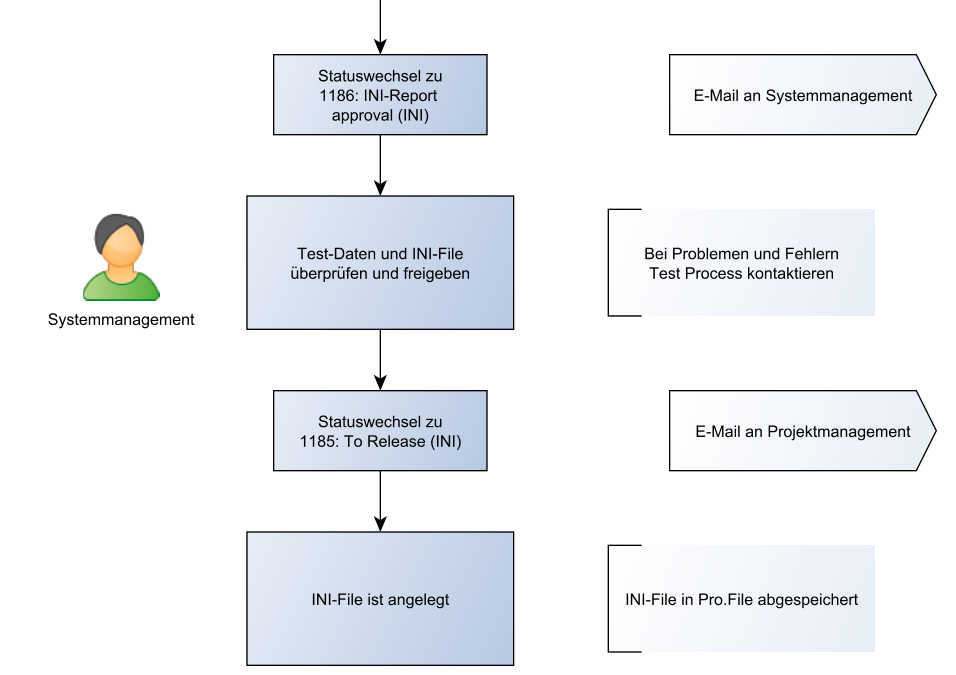 Statuswechsel zu
1186: INI-Report
approval (INI)
E-Mail an Systemmanagement
Systemmanagement
Test-Daten und INI-File
überprüfen und freigeben
Bei Problemen und Fehlern
Test Process kontaktieren
Statuswechsel zu
1185: To Release (INI)
E-Mail an Projektmanagement
INI-File ist angelegt
INI-File in Pro.File abgespeichert